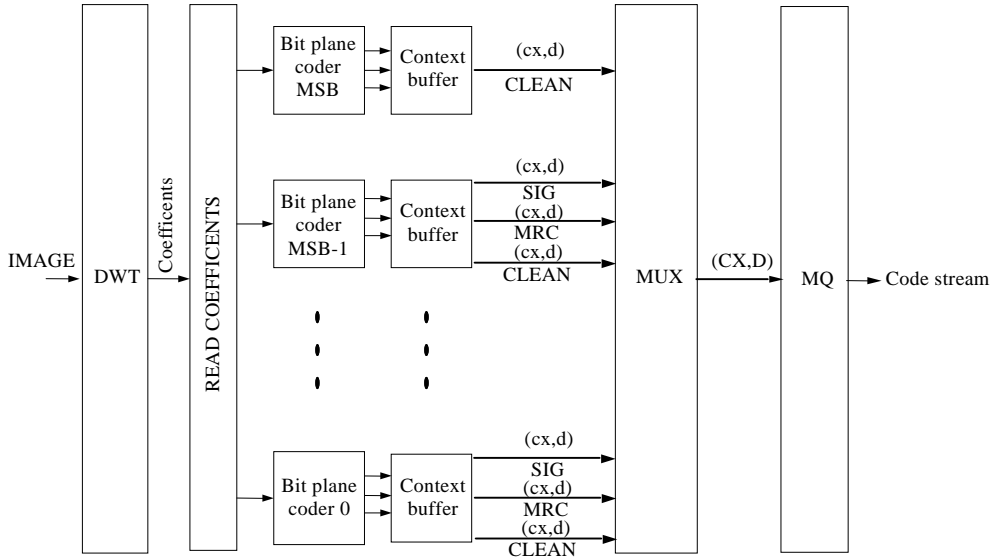 IMAGE
DWT
Coefficents
READ COEFFICENTS
Bit plane
coder
MSB
Context
buffer
(cx,d)
CLEAN
Bit plane
coder
MSB-1
Context
buffer
(cx,d)
SIG
(cx,d)
MRC
(cx,d)
CLEAN
Bit plane
coder 0
Context
buffer
(cx,d)
SIG
(cx,d)
MRC
(cx,d)
CLEAN
MUX
(CX,D)
MQ
Code stream